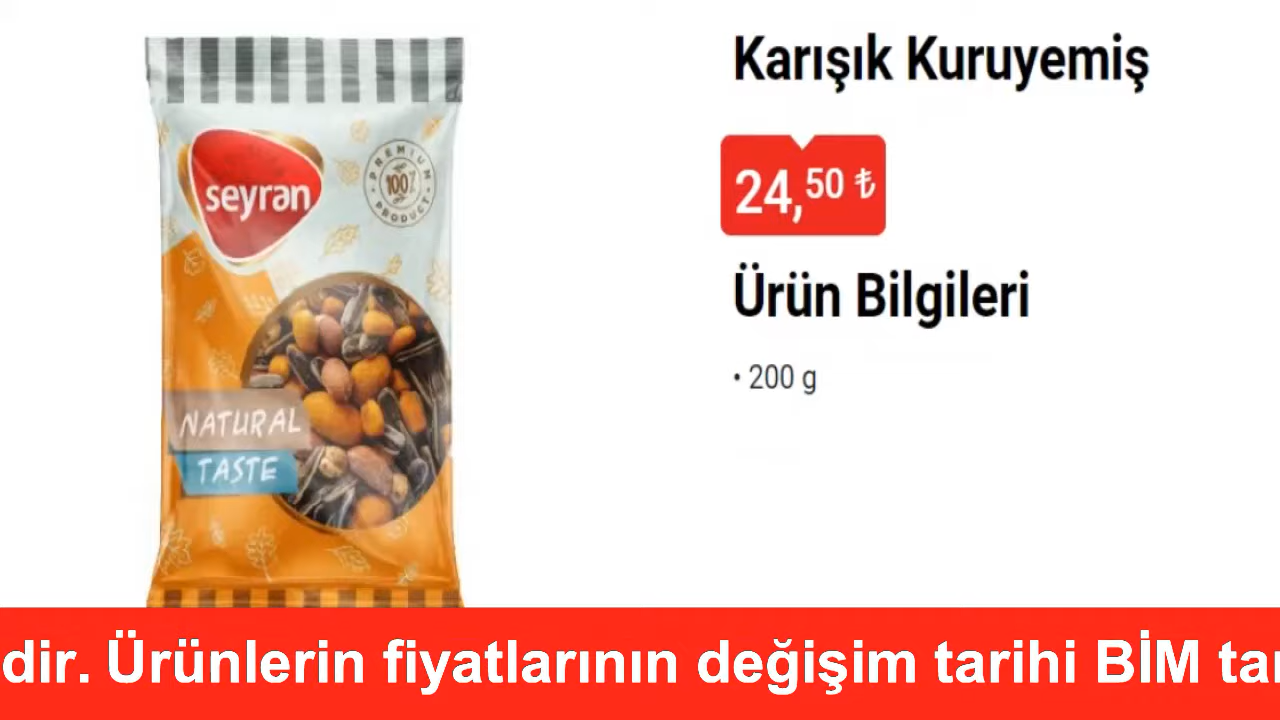 Karışık Kuruyemiş
24,50 ₺
Ürün Bilgileri
• 200 g
seyran
PREMIUM
100%
PRODUCT
NATURAL
TASTE
dir. Ürünlerin fiyatlarının değişim tarihi BİM tar